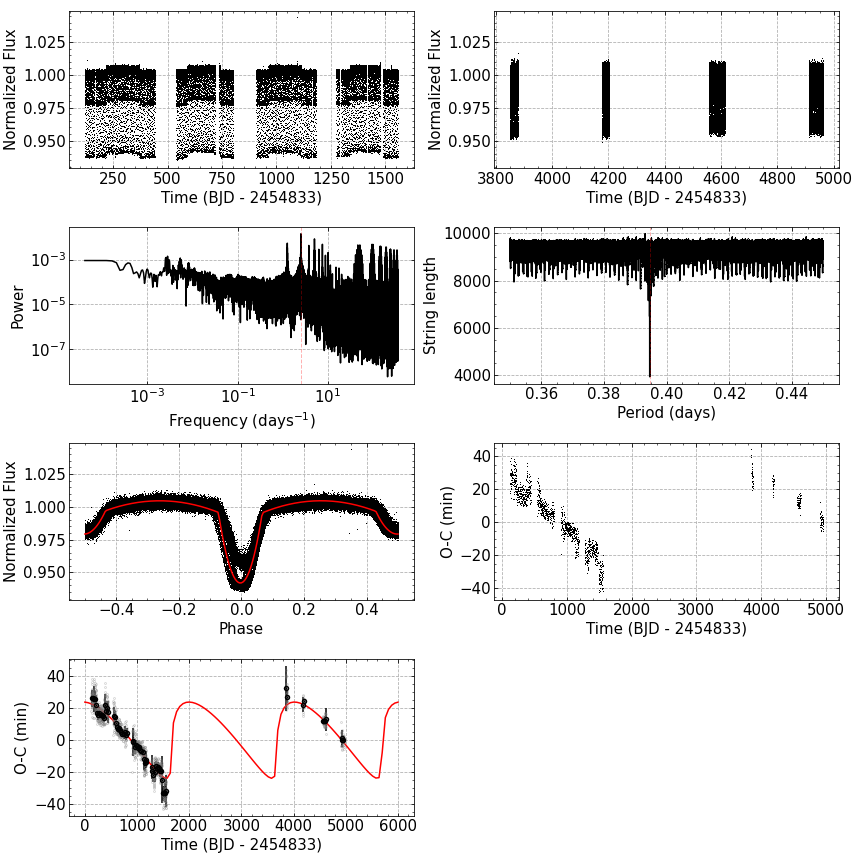 Normalized Flux
1.025
1.000
0.975
0.950
250 500 750 1000 1250 1500
Time (BJD - 2454833)
Normalized Flux
1.025
1.000
0.975
0.950
3800 4000 4200 4400 4600 4800 5000
Time (BJD - 2454833)
Power
10⁻³
10⁻⁵
10⁻⁷
10⁻³ 10⁻¹ 10¹
Frequency (days⁻¹)
String length
10000
8000
6000
4000
0.36 0.38 0.40 0.42 0.44
Period (days)
Normalized Flux
1.025
1.000
0.975
0.950
−0.4 −0.2 0.0 0.2 0.4
Phase
O-C (min)
40
20
0
−20
−40
0 1000 2000 3000 4000 5000
Time (BJD - 2454833)
O-C (min)
40
20
0
−20
−40
0 1000 2000 3000 4000 5000 6000
Time (BJD - 2454833)